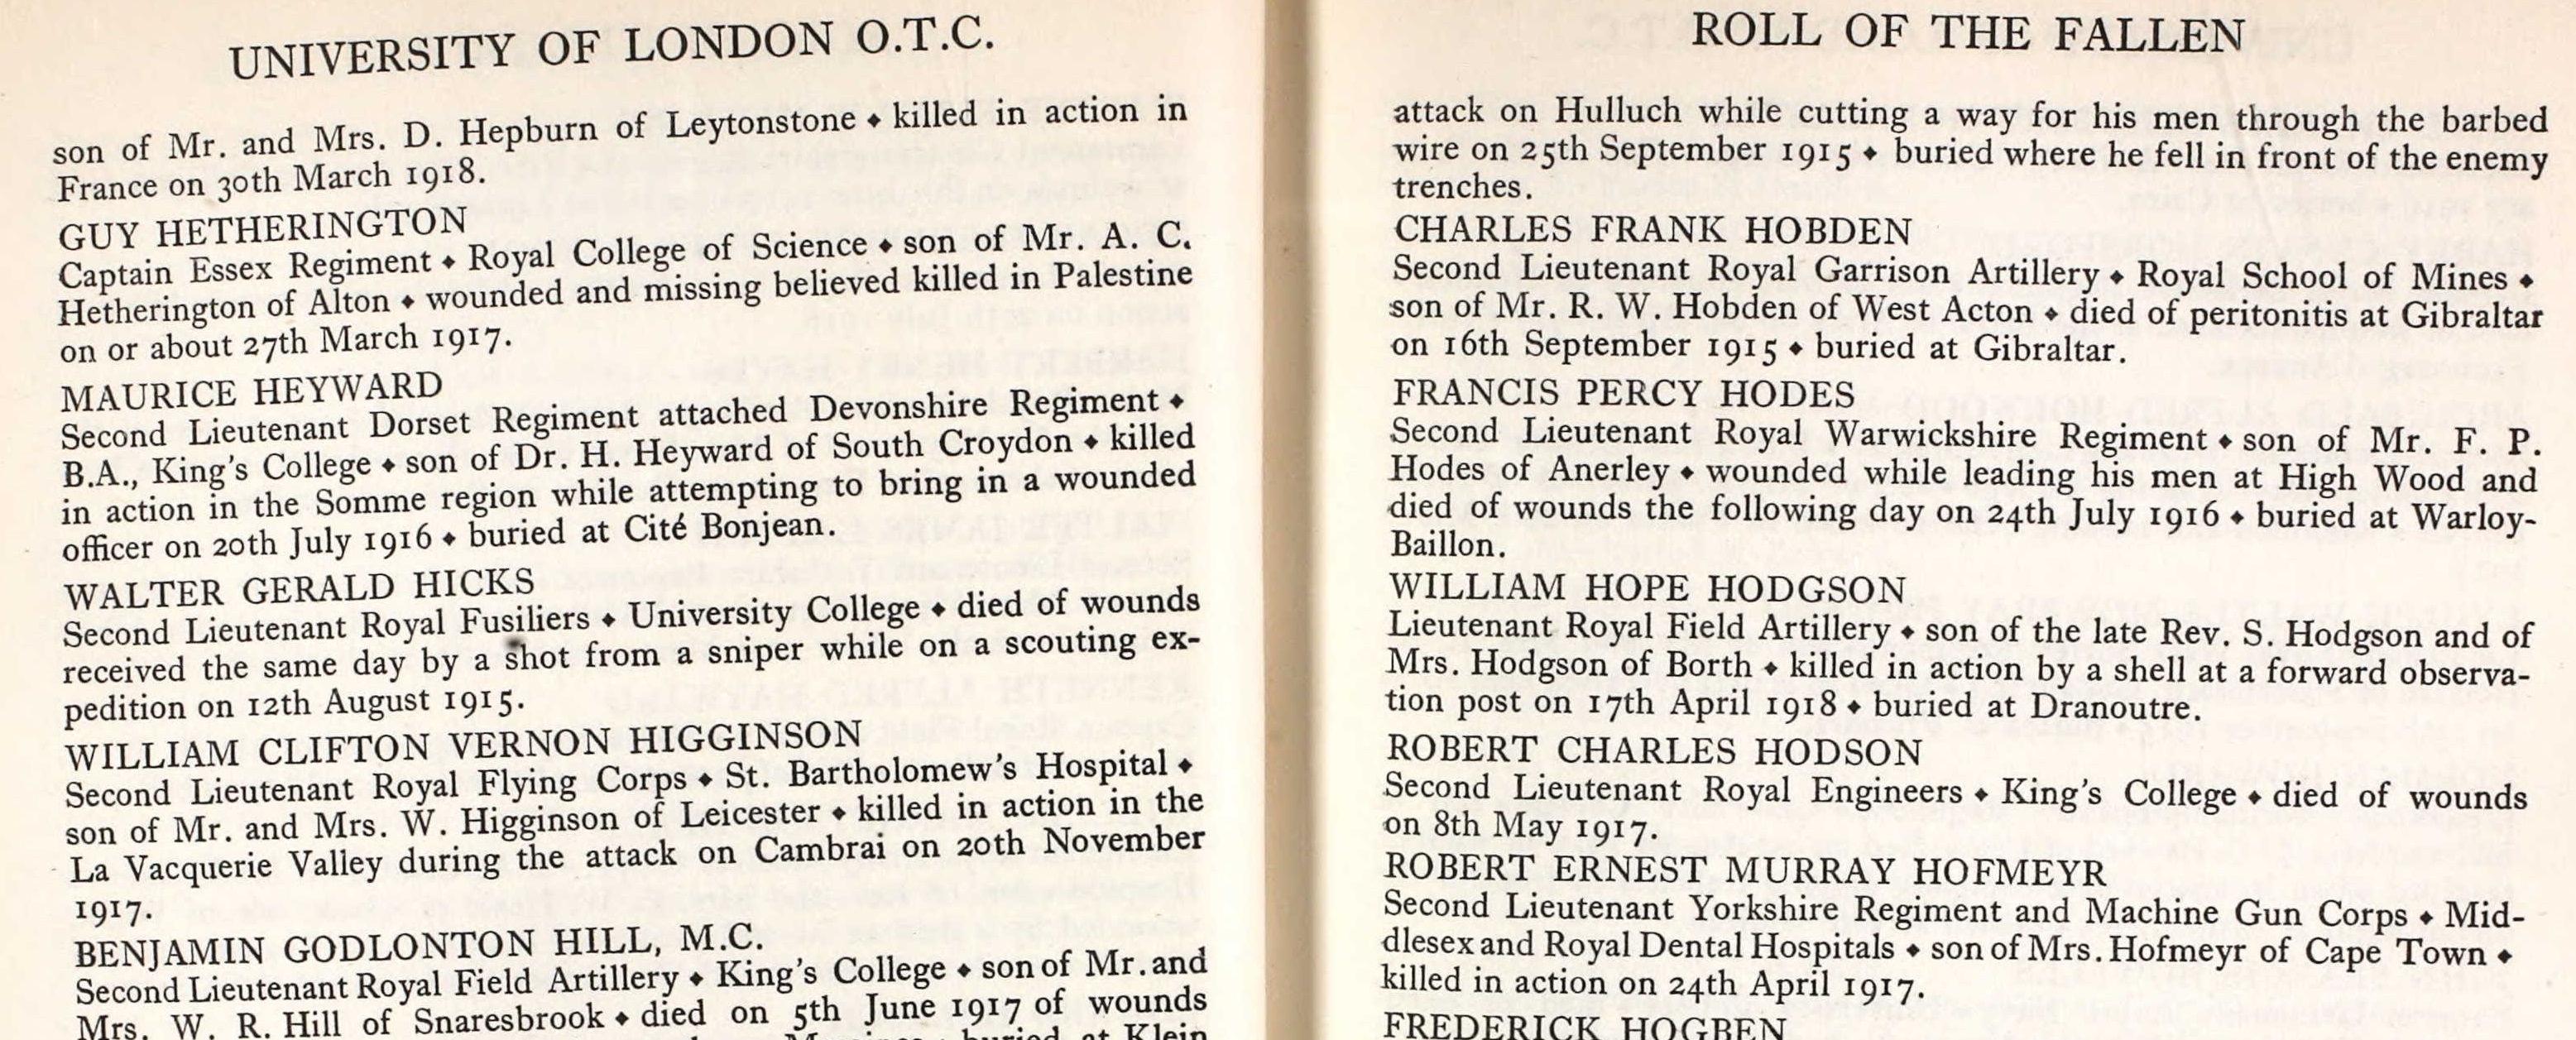 UNIVERSITY OF LONDON O.T.C.
son of Mr. and Mrs. D. Hepburn of Leytonstone ♦ killed in action in
France on 30th March 1918.
GUY HETHERINGTON
Captain Essex Regiment ♦ Royal College of Science ♦ son of Mr. A. C.
Hetherington of Alton ♦ wounded and missing believed killed in Palestine
on or about 27th March 1917.
MAURICE HEYWARD
Second Lieutenant Dorset Regiment attached Devonshire Regiment ♦
B.A., King's College ♦ son of Dr. H. Heyward of South Croydon ♦ killed
in action in the Somme region while attempting to bring in a wounded
officer on 20th July 1916 ♦ buried at Cité Bonjean.
WALTER GERALD HICKS
Second Lieutenant Royal Fusiliers ♦ University College ♦ died of wounds
received the same day by a shot from a sniper while on a scouting ex-
pedition on 12th August 1915.
WILLIAM CLIFTON VERNON HIGGINSON
Second Lieutenant Royal Flying Corps ♦ St. Bartholomew's Hospital ♦
son of Mr. and Mrs. W. Higginson of Leicester ♦ killed in action in the
La Vacquerie Valley during the attack on Cambrai on 20th November
1917.
BENJAMIN GODLONTON HILL, M.C.
Second Lieutenant Royal Field Artillery ♦ King's College ♦ son of Mr. and
Mrs. W. R. Hill of Snaresbrook ♦ died on 5th June 1917 of wounds
buried at Klein
ROLL OF THE FALLEN
attack on Hulluch while cutting a way for his men through the barbed
wire on 25th September 1915 ♦ buried where he fell in front of the enemy
trenches.
CHARLES FRANK HOBDEN
Second Lieutenant Royal Garrison Artillery ♦ Royal School of Mines ♦
son of Mr. R. W. Hobden of West Acton ♦ died of peritonitis at Gibraltar
on 16th September 1915 ♦ buried at Gibraltar.
FRANCIS PERCY HODES
Second Lieutenant Royal Warwickshire Regiment ♦ son of Mr. F. P.
Hodes of Anerley ♦ wounded while leading his men at High Wood and
died of wounds the following day on 24th July 1916 ♦ buried at Warloy-
Baillon.
WILLIAM HOPE HODGSON
Lieutenant Royal Field Artillery ♦ son of the late Rev. S. Hodgson and of
Mrs. Hodgson of Borth ♦ killed in action by a shell at a forward observa-
tion post on 17th April 1918 ♦ buried at Dranoutre.
ROBERT CHARLES HODSON
Second Lieutenant Royal Engineers ♦ King's College ♦ died of wounds
on 8th May 1917.
ROBERT ERNEST MURRAY HOFMEYR
Second Lieutenant Yorkshire Regiment and Machine Gun Corps ♦ Mid-
dlesex and Royal Dental Hospitals ♦ son of Mrs. Hofmeyr of Cape Town ♦
killed in action on 24th April 1917.
FREDERICK HOGBEN